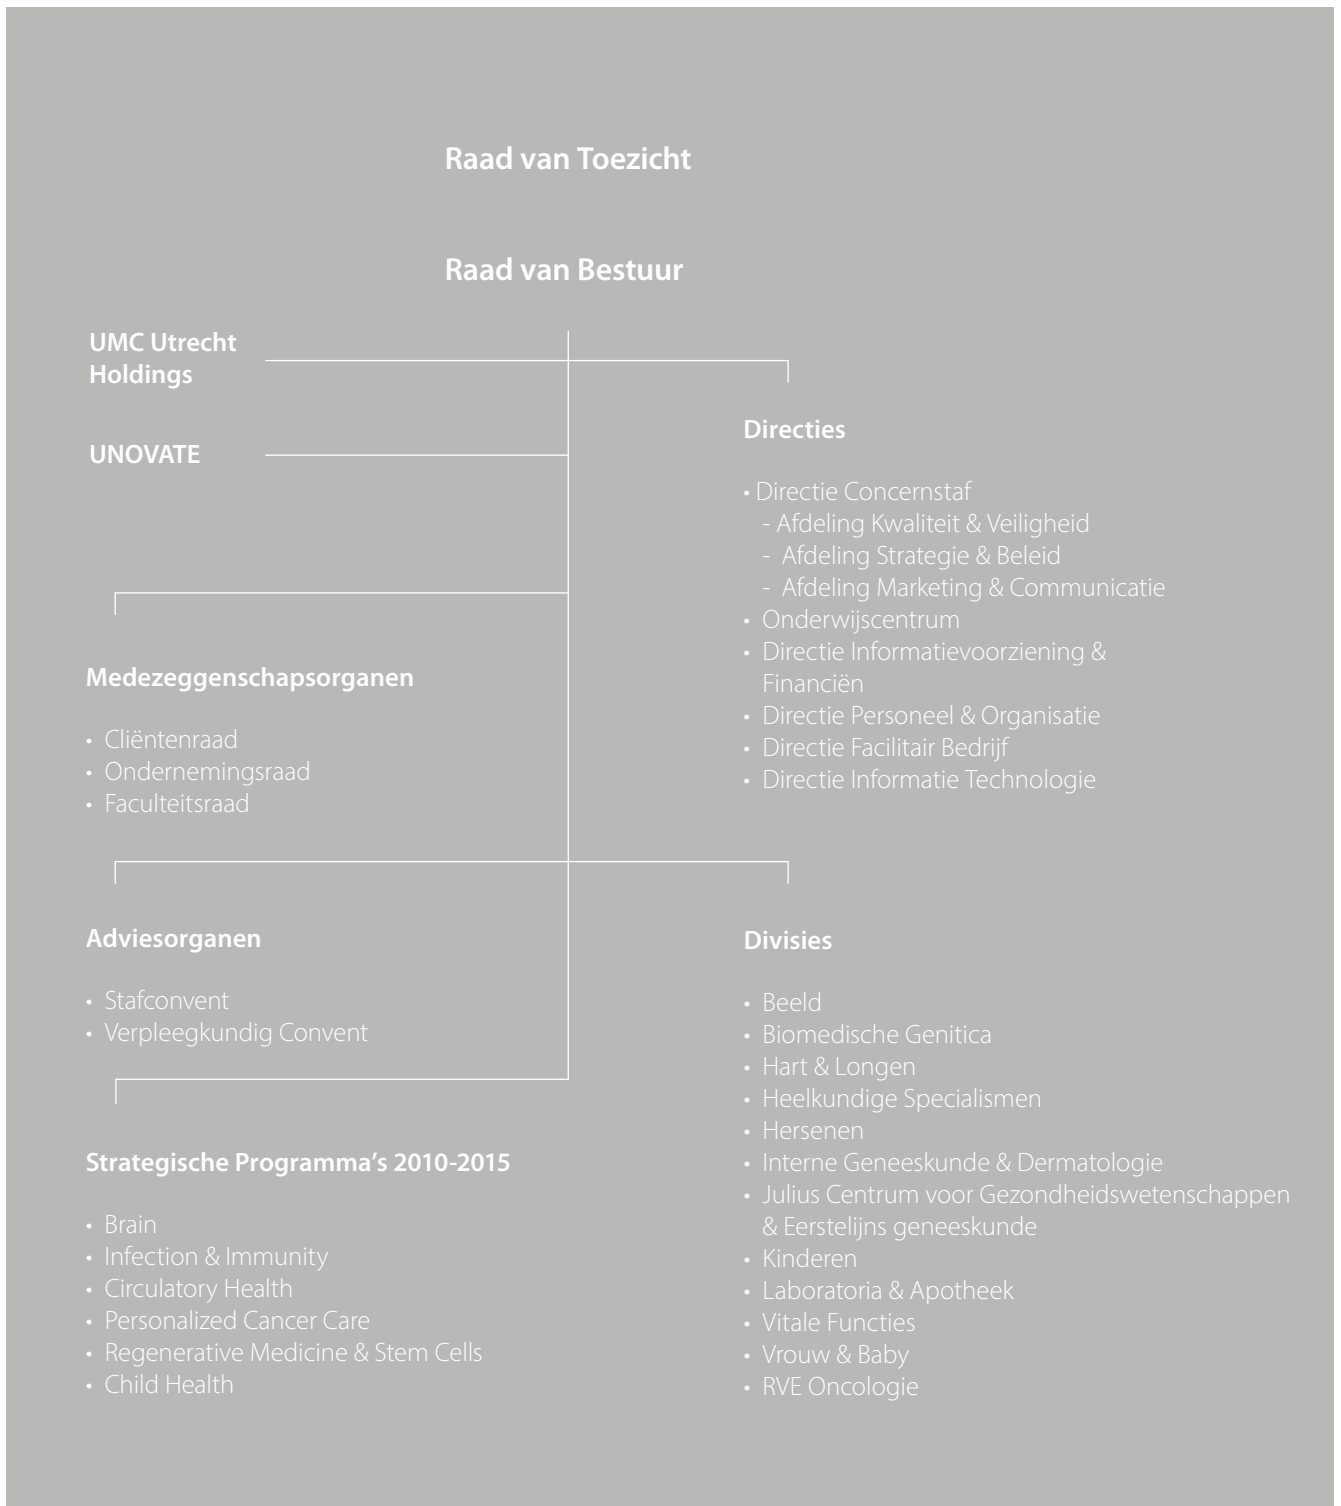 Raad van Toezicht
Raad van Bestuur
UMC Utrecht
Holdings
UNOVATE
Directies
• Directie Concernstaf
- Afdeling Kwaliteit & Veiligheid
- Afdeling Strategie & Beleid
- Afdeling Marketing & Communicatie
• Onderwijscentrum
• Directie Informatievoorziening &
Financiën
• Directie Personeel & Organisatie
• Directie Facilitair Bedrijf
• Directie Informatie Technologie
Medezeggenschapsorganen
• Cliëntenraad
• Ondernemingsraad
• Faculteitsraad
Adviesorganen
• Stafconvent
• Verpleegkundig Convent
Strategische Programma's 2010-2015
• Brain
• Infection & Immunity
• Circulatory Health
• Personalized Cancer Care
• Regenerative Medicine & Stem Cells
• Child Health
Divisies
• Beeld
• Biomedische Genitica
• Hart & Longen
• Heelkundige Specialismen
• Hersenen
• Interne Geneeskunde & Dermatologie
• Julius Centrum voor Gezondheidswetenschappen
& Eerstelijns geneeskunde
• Kinderen
• Laboratoria & Apotheek
• Vitale Functies
• Vrouw & Baby
• RVE Oncologie